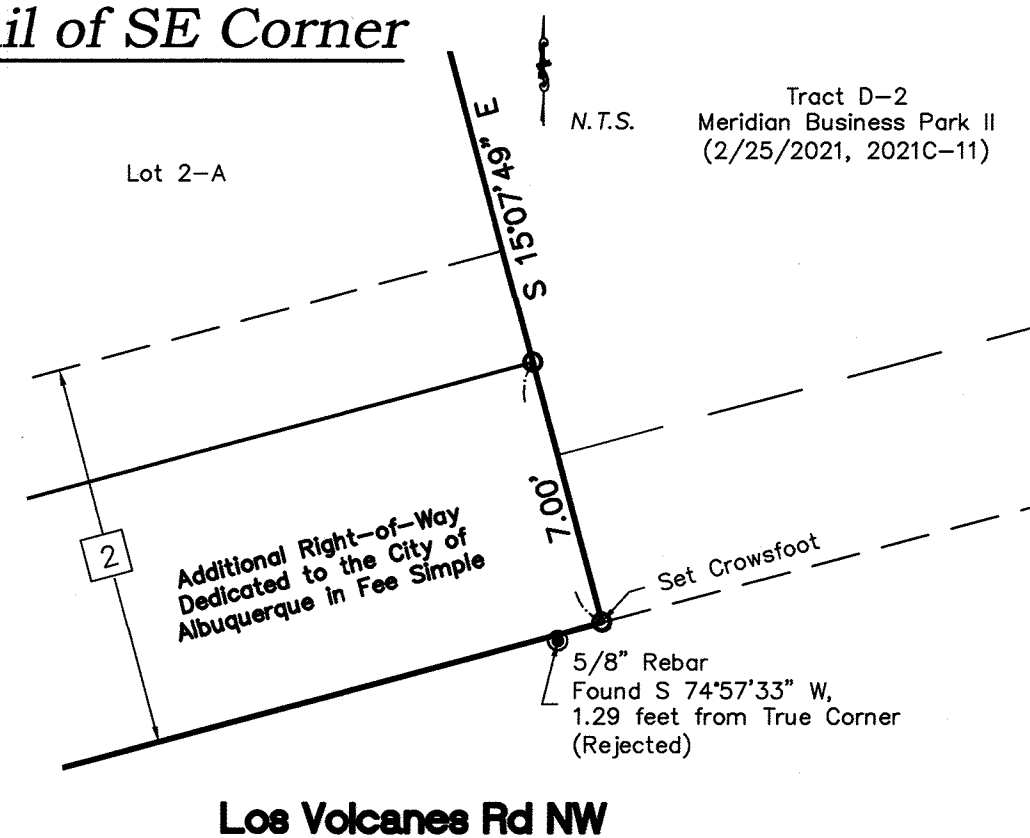 il of SE Corner
N.T.S.
Tract D-2
Meridian Business Park II
(2/25/2021, 2021C-11)
Lot 2-A
S 15°07'49" E
7.00'
2
Additional Right-of-Way
Dedicated to the City of
Albuquerque in Fee Simple
Set Crowsfoot
5/8" Rebar
Found S 74°57'33" W,
1.29 feet from True Corner
(Rejected)
Los Volcanes Rd NW